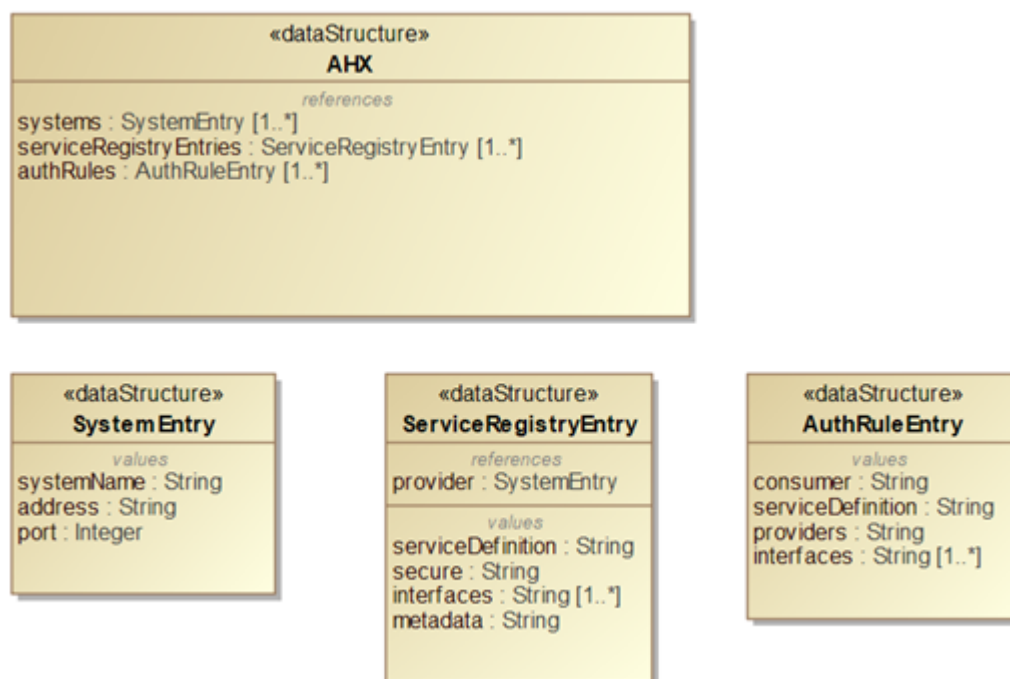 «dataStructure»
AHX
references
systems : SystemEntry [1..*]
serviceRegistryEntries : ServiceRegistryEntry [1..*]
authRules : AuthRuleEntry [1..*]
«dataStructure»
SystemEntry
values
systemName : String
address : String
port : Integer
«dataStructure»
ServiceRegistryEntry
references
provider : SystemEntry
values
serviceDefinition : String
secure : String
interfaces : String [1..*]
metadata : String
«dataStructure»
AuthRuleEntry
values
consumer : String
serviceDefinition : String
providers : String
interfaces : String [1..*]